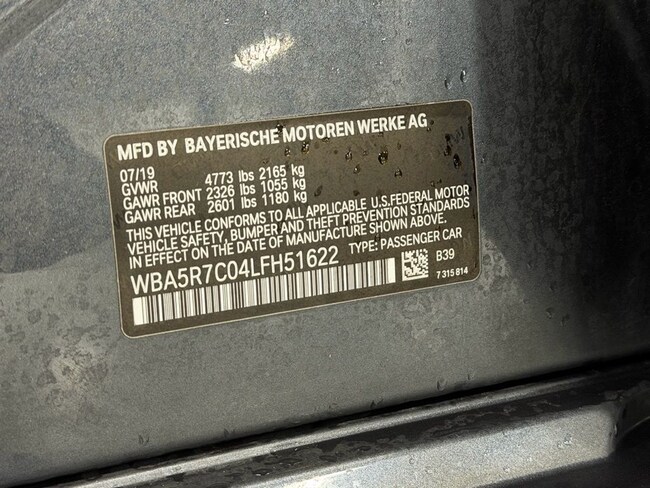 MFD BY BAYERISCHE MOTOREN WERKE AG
07/19
GVWR 4773 lbs 2165 kg
GAWR FRONT 2326 lbs 1055 kg
GAWR REAR 2601 lbs 1180 kg
THIS VEHICLE CONFORMS TO ALL APPLICABLE U.S.FEDERAL MOTOR
VEHICLE SAFETY, BUMPER AND THEFT PREVENTION STANDARDS
IN EFFECT ON THE DATE OF MANUFACTURE SHOWN ABOVE.
WBA5R7C04LFH51622 TYPE: PASSENGER CAR
B39
7 315 814